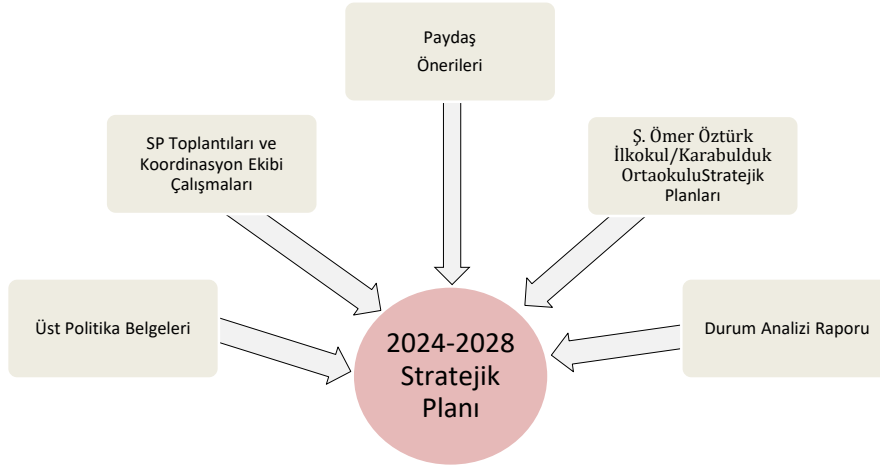 Paydaş
Önerileri
SP Toplantıları ve
Koordinasyon Ekibi
Çalışmaları
Ş. Ömer Öztürk
İlkokul/Karabulduk
OrtaokuluStratejik
Planları
Üst Politika Belgeleri
2024-2028
Stratejik
Planı
Durum Analizi Raporu